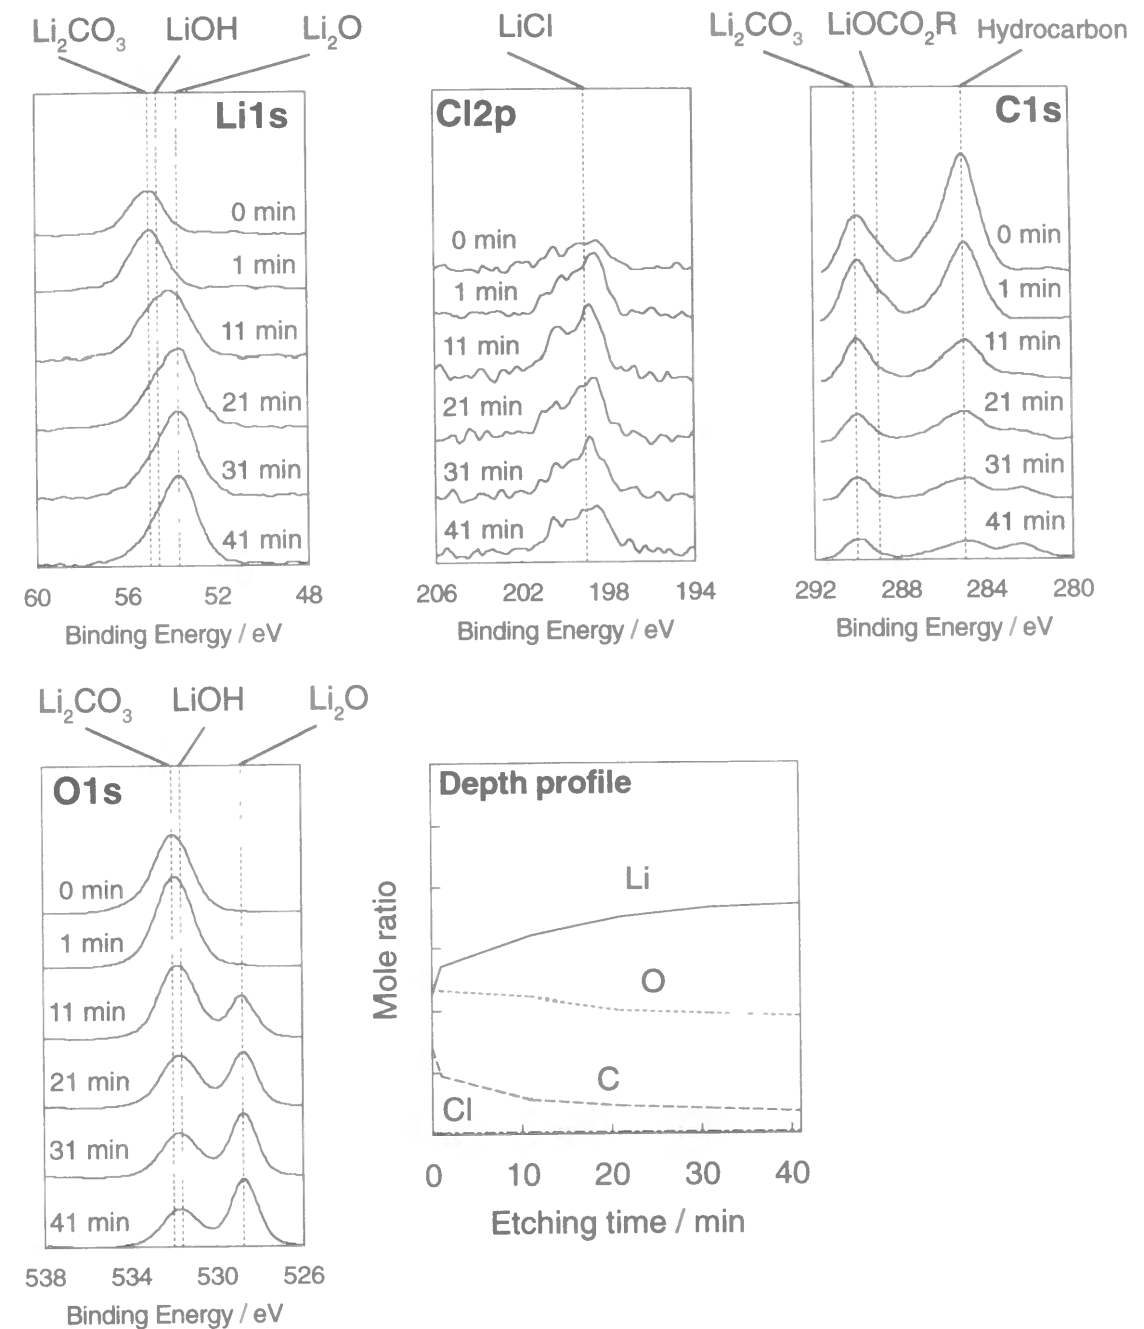 Li2CO3 LiOH Li2O
Li1s
0 min
1 min
11 min
21 min
31 min
41 min
60 56 52 48
Binding Energy / eV
LiCl
Cl2p
0 min
1 min
11 min
21 min
31 min
41 min
206 202 198 194
Binding Energy / eV
Li2CO3 LiOCO2R Hydrocarbon
C1s
0 min
1 min
11 min
21 min
31 min
41 min
292 288 284 280
Binding Energy / eV
Li2CO3 LiOH Li2O
O1s
0 min
1 min
11 min
21 min
31 min
41 min
538 534 530 526
Binding Energy / eV
Depth profile
Mole ratio
Li
O
C
Cl
0 10 20 30 40
Etching time / min